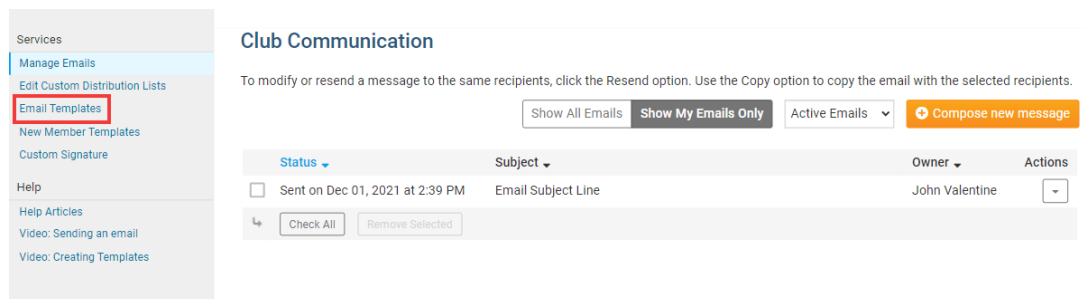 Services
Manage Emails
Edit Custom Distribution Lists
Email Templates
New Member Templates
Custom Signature
Help
Help Articles
Video: Sending an email
Video: Creating Templates
Club Communication
To modify or resend a message to the same recipients, click the Resend option. Use the Copy option to copy the email with the selected recipients.
Show All Emails Show My Emails Only Active Emails Compose new message
Status Subject Owner Actions
Sent on Dec 01, 2021 at 2:39 PM Email Subject Line John Valentine
Check All Remove Selected